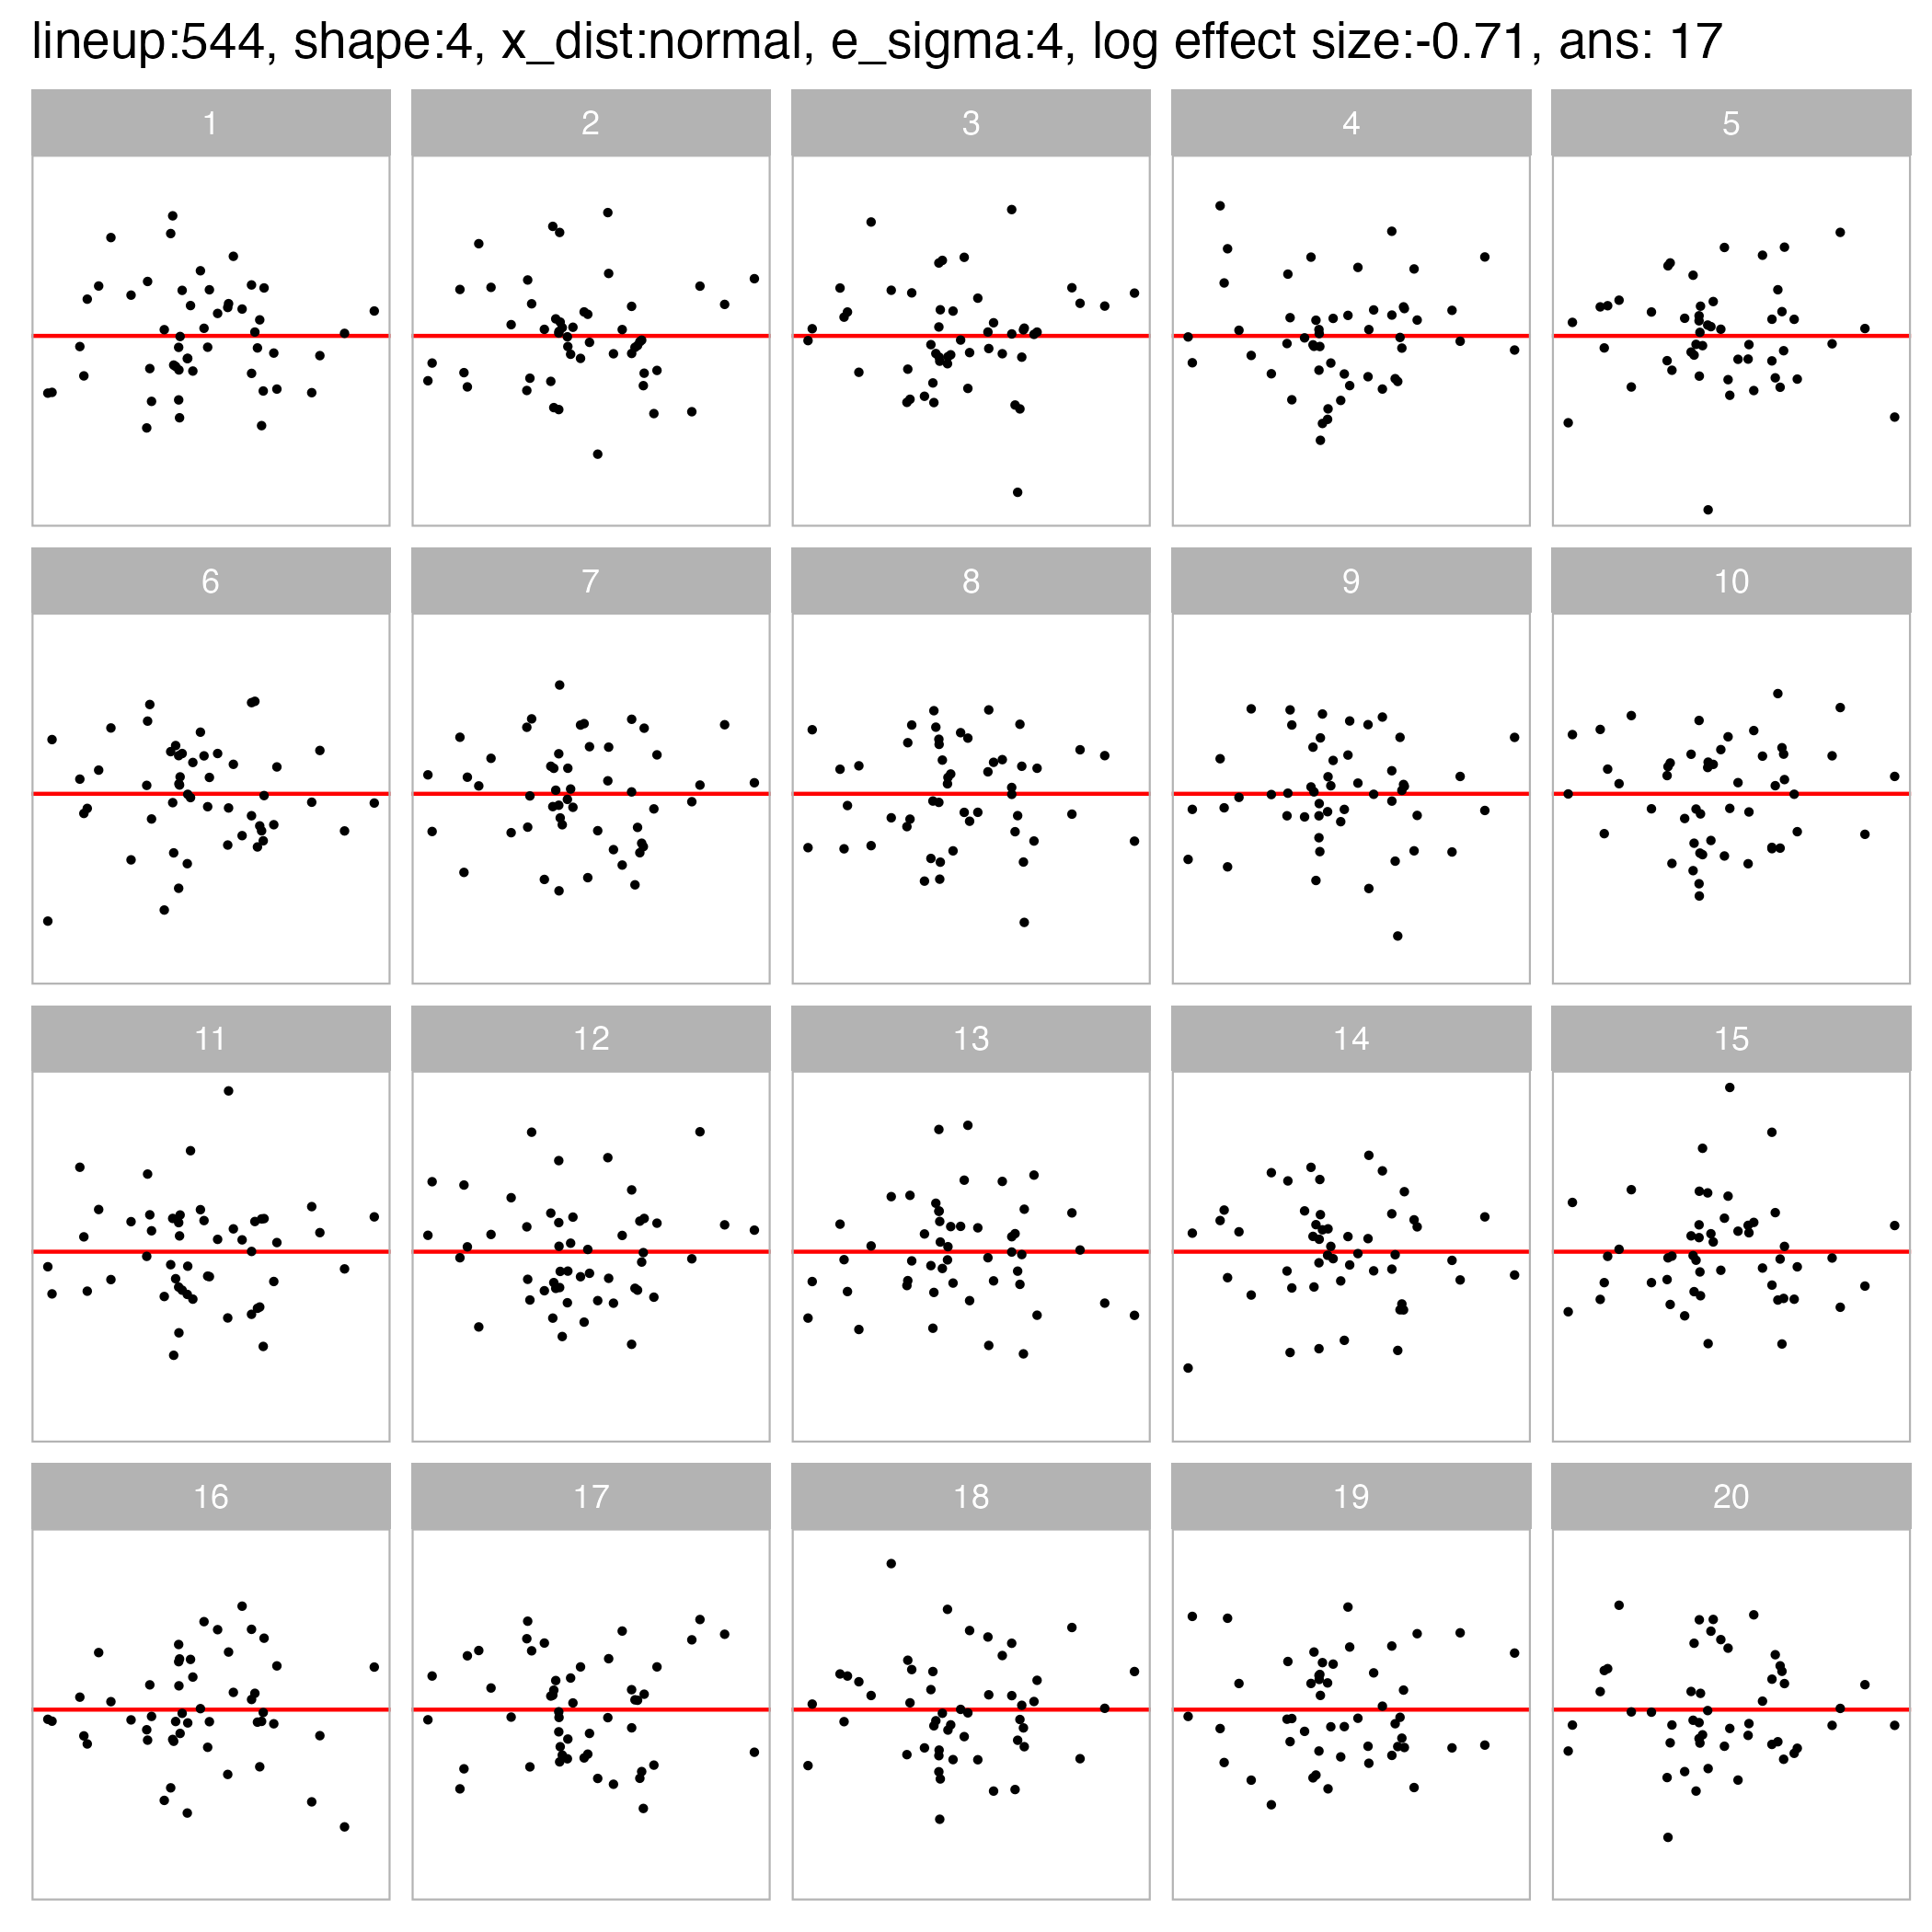 lineup:544, shape:4, x_dist:normal, e_sigma:4, log effect size:-0.71, ans: 17
1 2 3 4 5
6 7 8 9 10
11 12 13 14 15
16 17 18 19 20